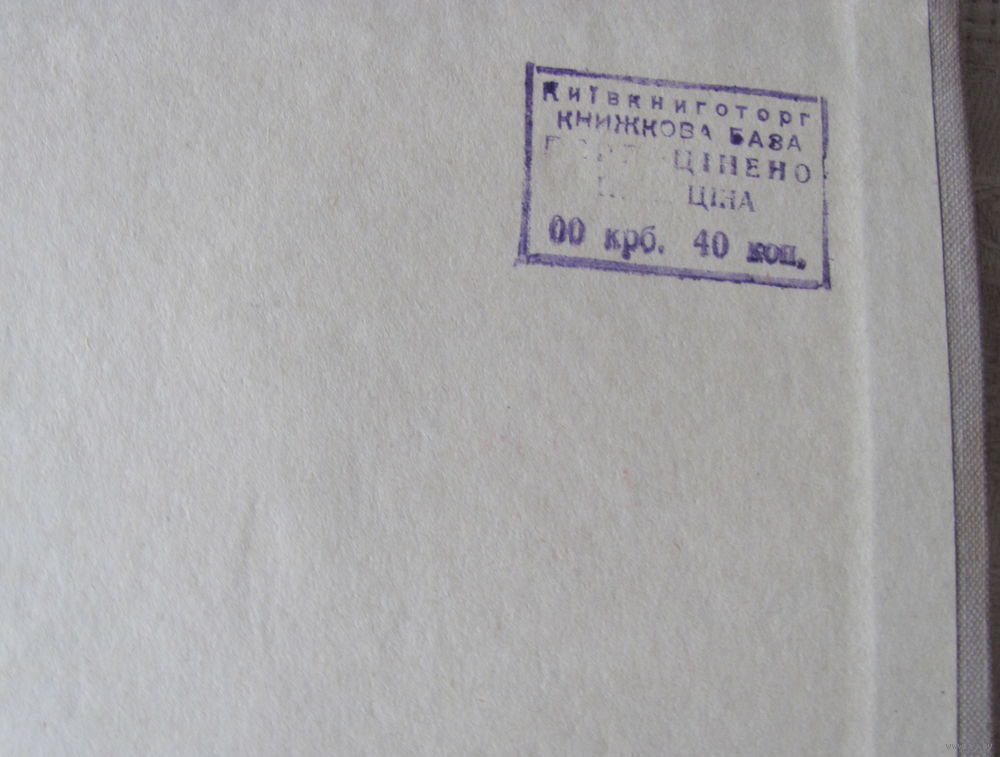 Київкниготорг
КНИЖКОВА БАЗА
ЦІНЕНО
ЦІНА
00 крб. 40 коп.